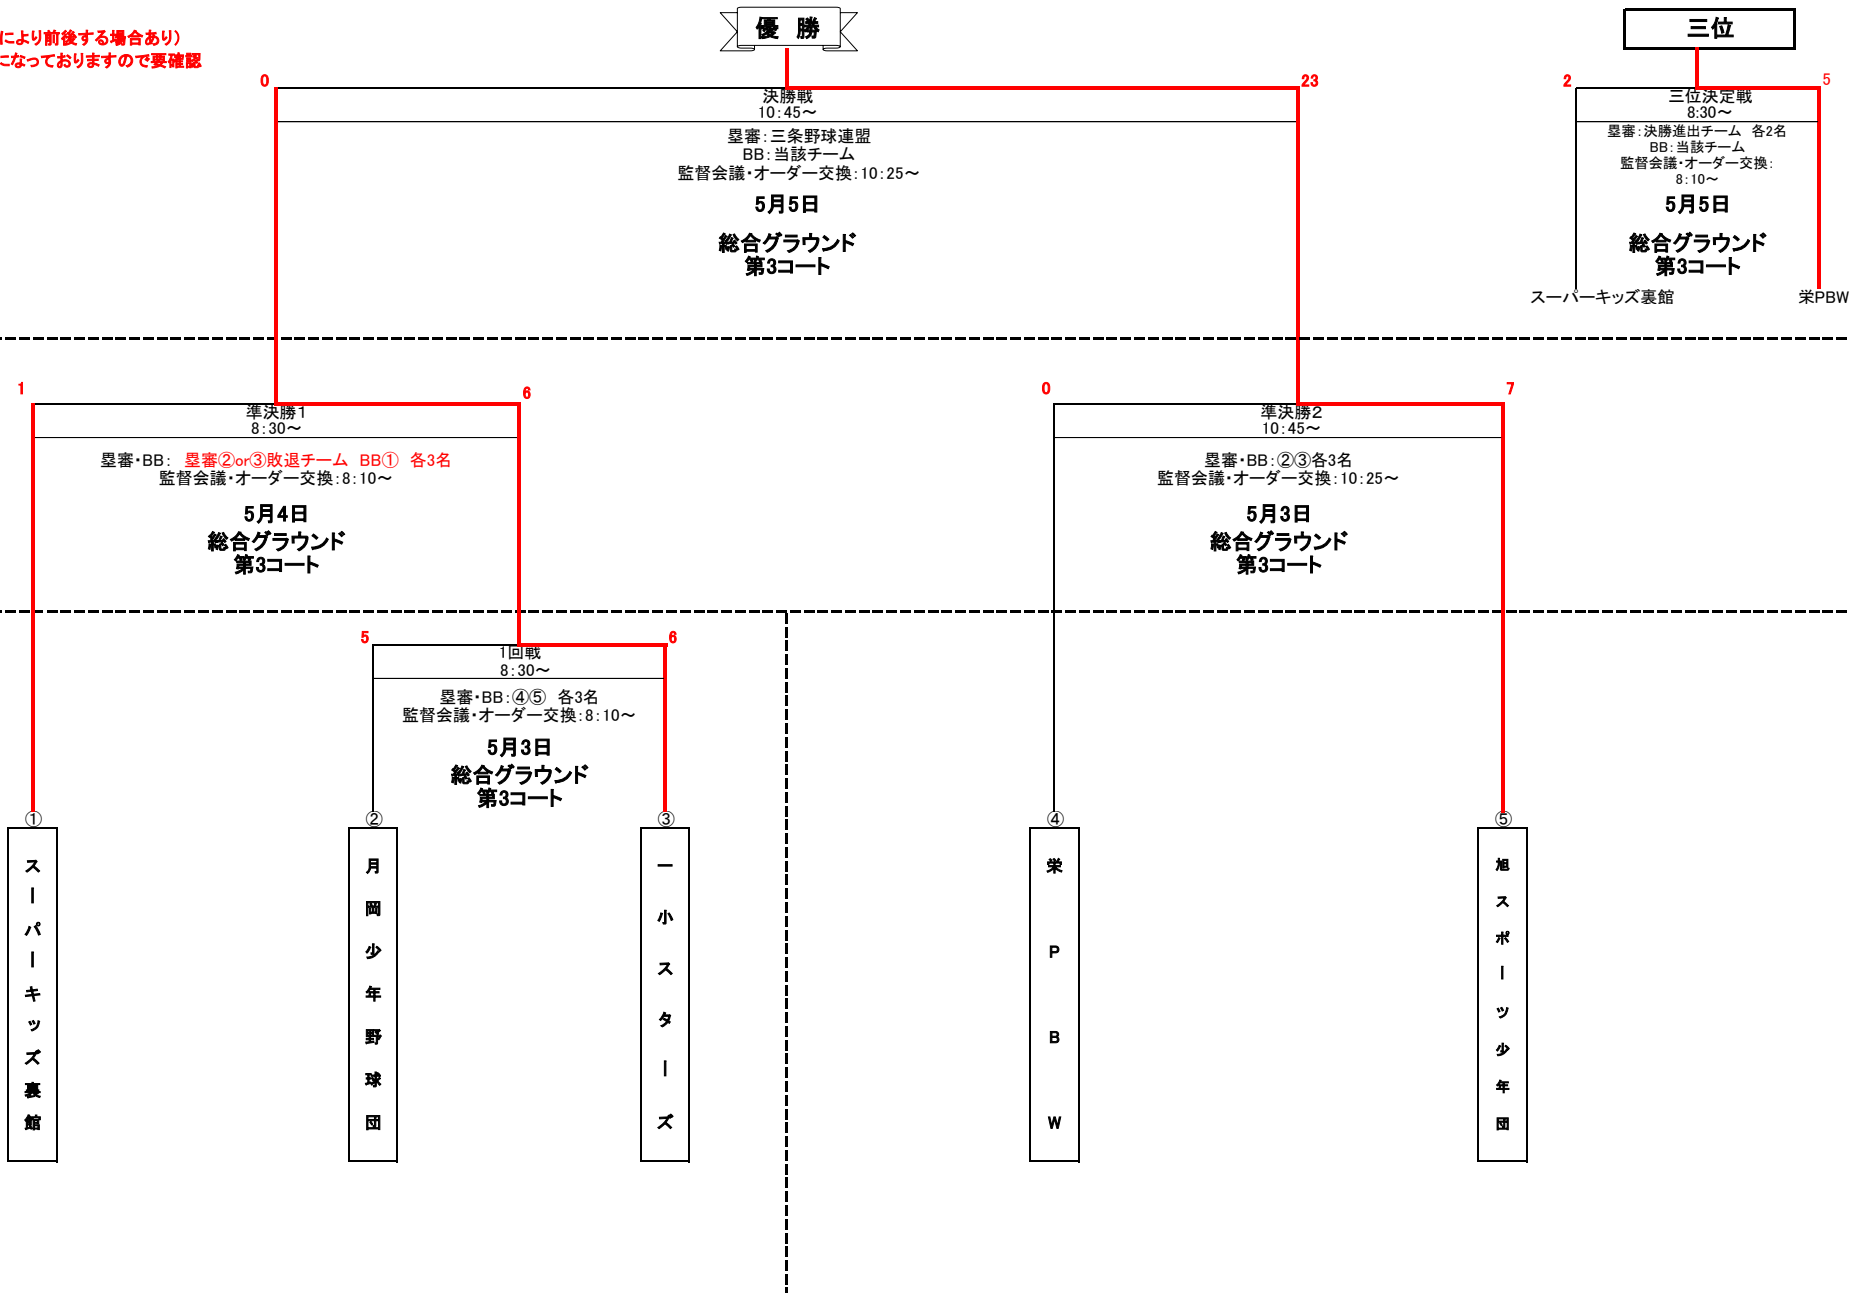 により前後する場合あり）
になっておりますので要確認
優 勝
三位
0
23
決勝戦
10：45～
塁審：三条野球連盟
BB：当該チーム
監督会議・オーダー交換：10：25～
5月5日
総合グラウンド
第3コート
2
5
三位決定戦
8:30～
塁審：決勝進出チーム 各2名
BB：当該チーム
監督会議・オーダー交換：
8：10～
5月5日
総合グラウンド
第3コート
スーパーキッズ裏館
栄PBW
1
6
準決勝1
8：30～
塁審・BB： 塁審②or③敗退チーム BB① 各3名
監督会議・オーダー交換：8：10～
5月4日
総合グラウンド
第3コート
0
7
準決勝2
10：45～
塁審・BB：②③各3名
監督会議・オーダー交換：10：25～
5月3日
総合グラウンド
第3コート
5
6
1回戦
8：30～
塁審・BB：④⑤ 各3名
監督会議・オーダー交換：8：10～
5月3日
総合グラウンド
第3コート
①
スーパーキッズ裏館
②
月岡少年野球団
③
一小スターズ
④
栄PBW
⑤
旭スポーツ少年団